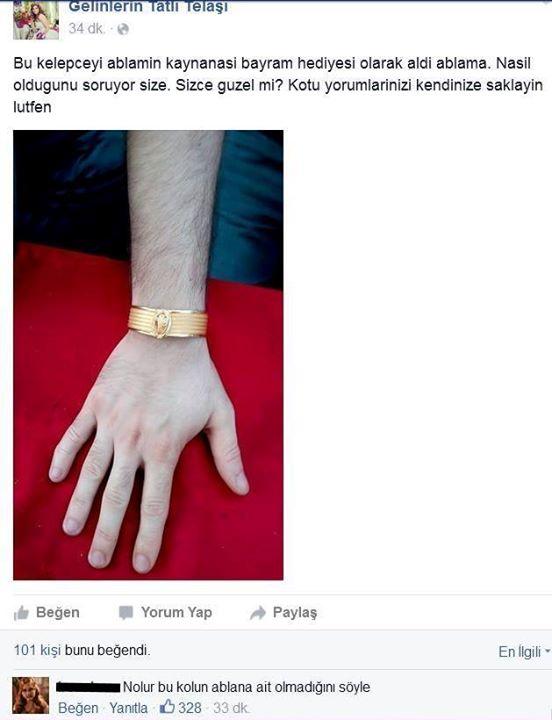 Gelinlerin Tatlı Telaşı
34 dk. ·
Bu kelepceyi ablamin kaynanasi bayram hediyesi olarak aldi ablama. Nasil
oldugunu soruyor size. Sizce guzel mi? Kotu yorumlarinizi kendinize saklayin
lutfen
Beğen Yorum Yap Paylaş
101 kişi bunu beğendi. En İlgili
Nolur bu kolun ablana ait olmadığını söyle
Beğen · Yanıtla · 328 · 33 dk.